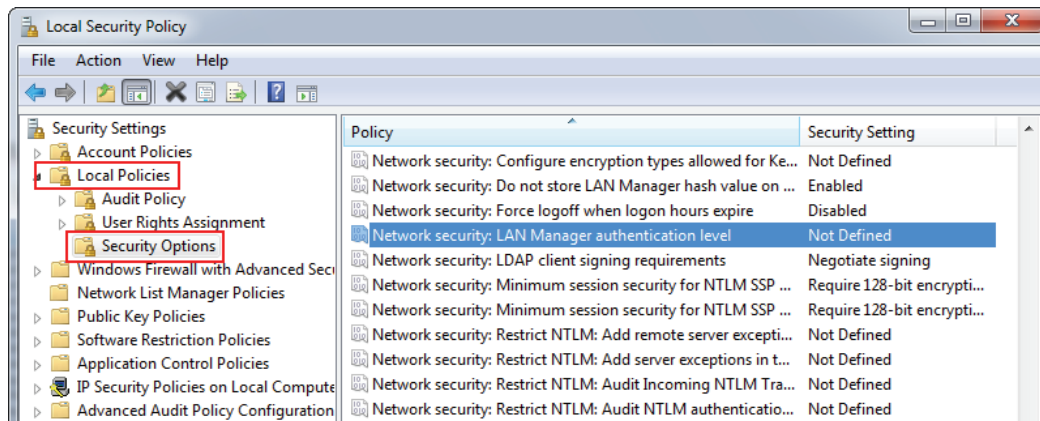 Local Security Policy
File Action View Help
Security Settings
Account Policies
Local Policies
Audit Policy
User Rights Assignment
Security Options
Windows Firewall with Advanced Secu
Network List Manager Policies
Public Key Policies
Software Restriction Policies
Application Control Policies
IP Security Policies on Local Compute
Advanced Audit Policy Configuration
Policy Security Setting
Network security: Configure encryption types allowed for Ke... Not Defined
Network security: Do not store LAN Manager hash value on ... Enabled
Network security: Force logoff when logon hours expire Disabled
Network security: LAN Manager authentication level Not Defined
Network security: LDAP client signing requirements Negotiate signing
Network security: Minimum session security for NTLM SSP ... Require 128-bit encrypti...
Network security: Minimum session security for NTLM SSP ... Require 128-bit encrypti...
Network security: Restrict NTLM: Add remote server excepti... Not Defined
Network security: Restrict NTLM: Add server exceptions in t... Not Defined
Network security: Restrict NTLM: Audit Incoming NTLM Tra... Not Defined
Network security: Restrict NTLM: Audit NTLM authenticatio... Not Defined